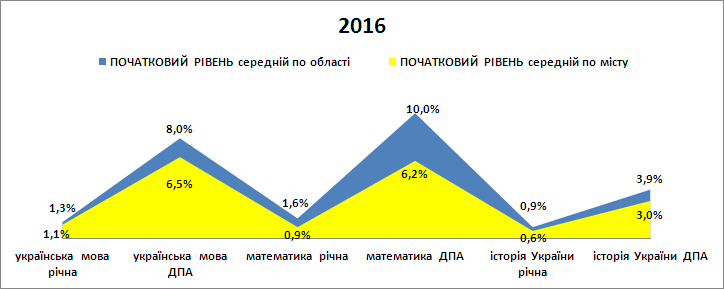 2016
ПОЧАТКОВИЙ РІВЕНЬ середній по області
ПОЧАТКОВИЙ РІВЕНЬ середній по місту
10,0%
8,0%
6,5%
6,2%
3,9%
3,0%
1,3%
1,1%
1,6%
0,9%
0,9%
0,6%
українська мова річна
українська мова ДПА
математика річна
математика ДПА
історія України річна
історія України ДПА